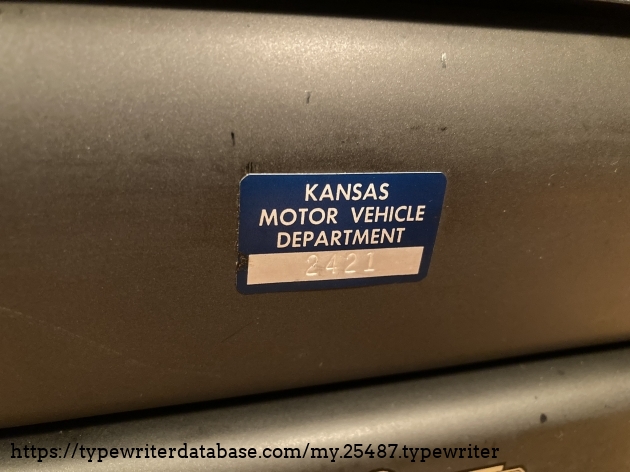 KANSAS
MOTOR VEHICLE
DEPARTMENT
2421
https://typewriterdatabase.com/my.25487.typewriter